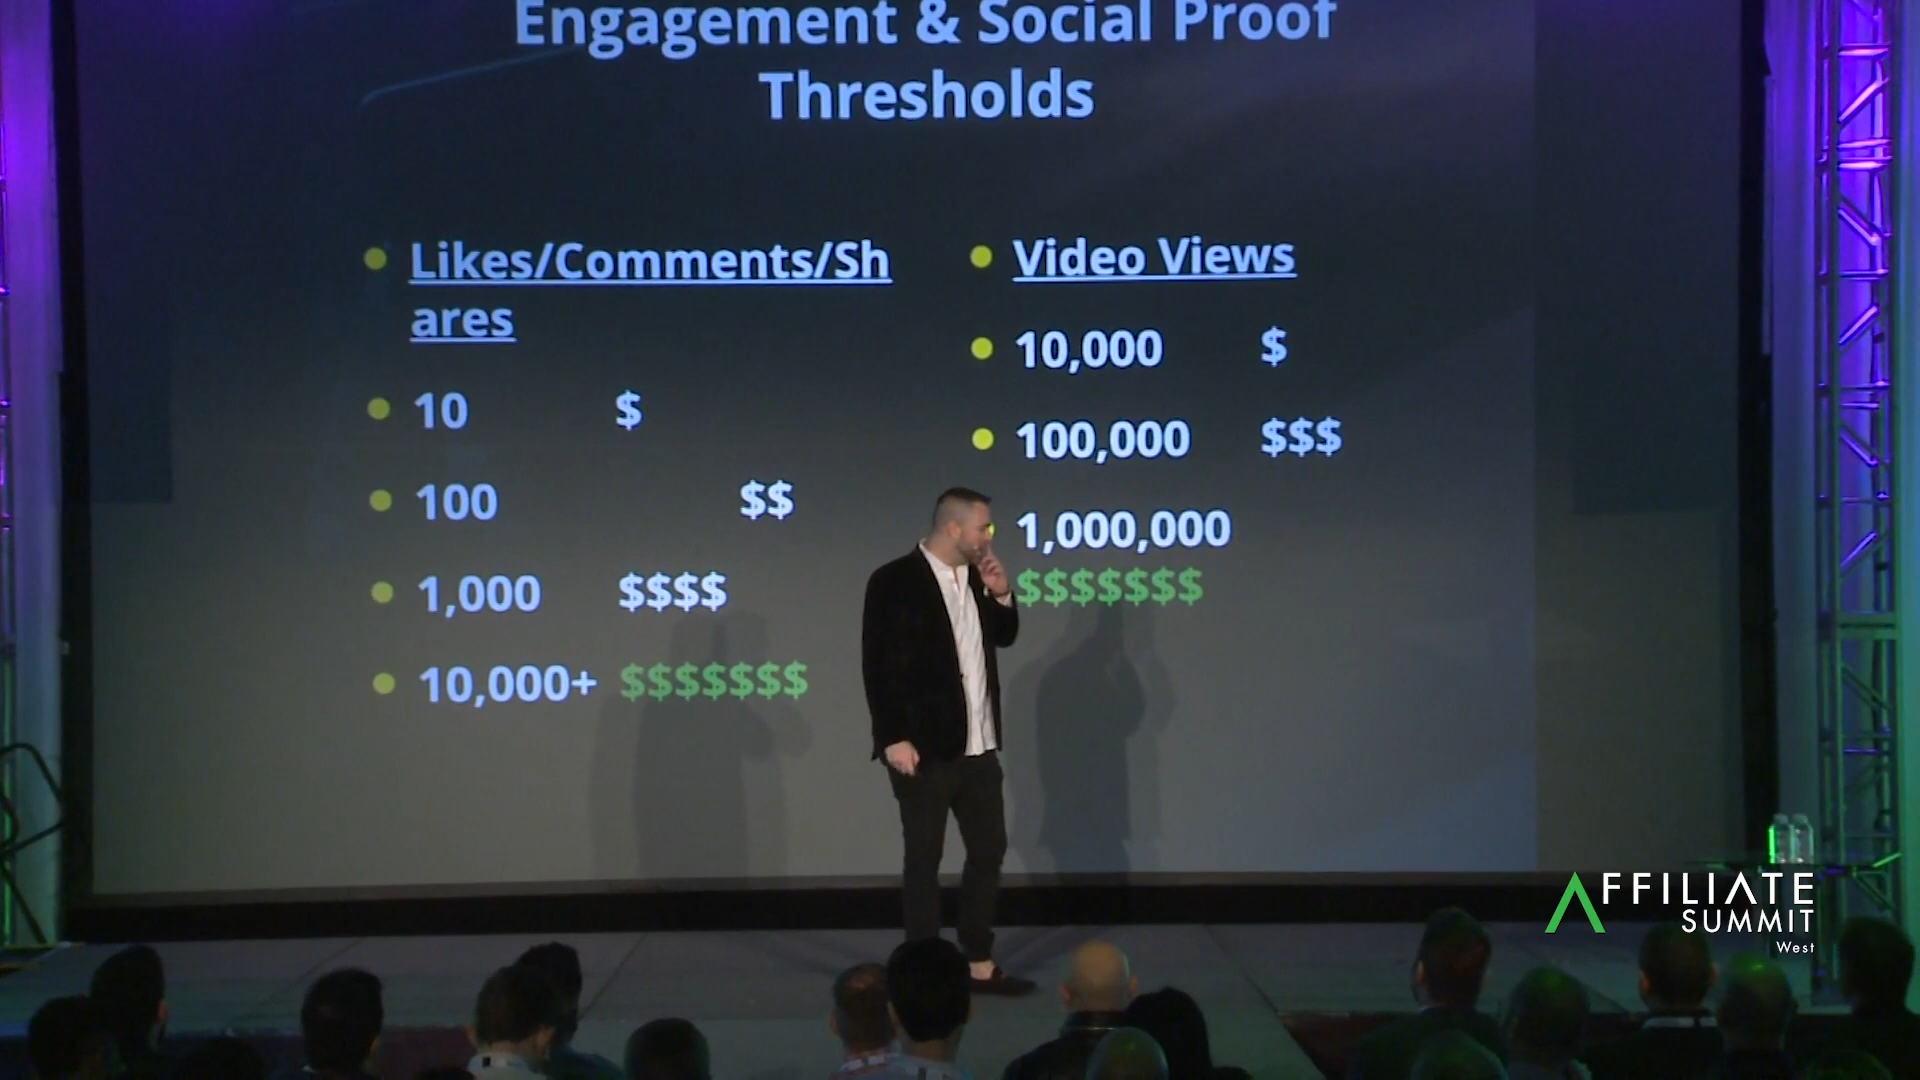 Engagement & Social Proof
Thresholds
Likes/Comments/Sh
ares
10 $
100 $$
1,000 $$$$
10,000+ $$$$$$$
Video Views
10,000 $
100,000 $$$
1,000,000
$$$$$$$
AFFILIATE
SUMMIT
West